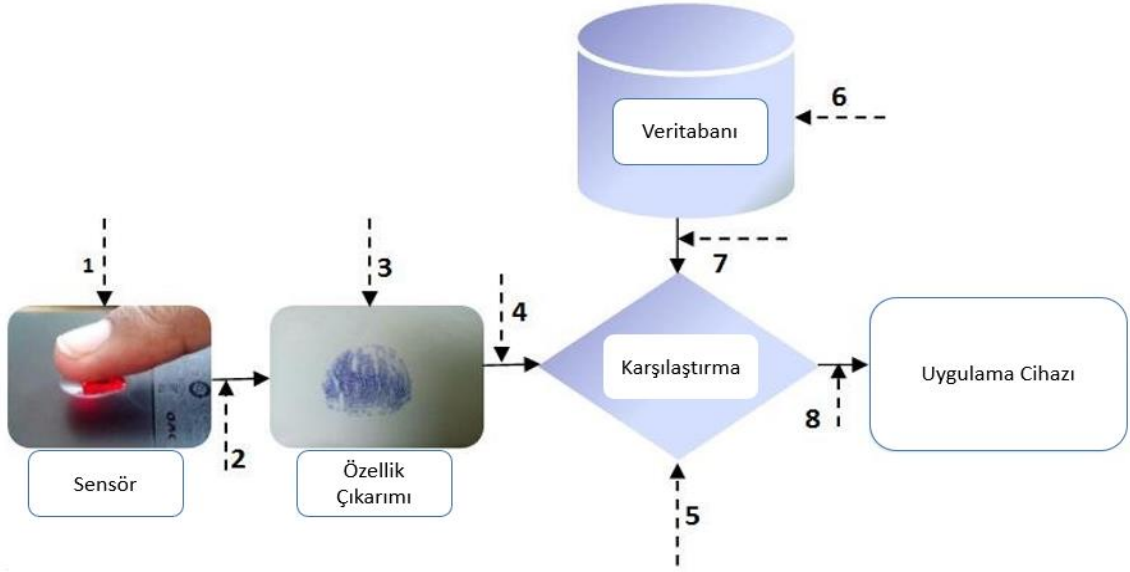 Veritabanı
6
7
1
3
4
2
Karşılaştırma
8
5
Uygulama Cihazı
Sensör
Özellik
Çıkarımı